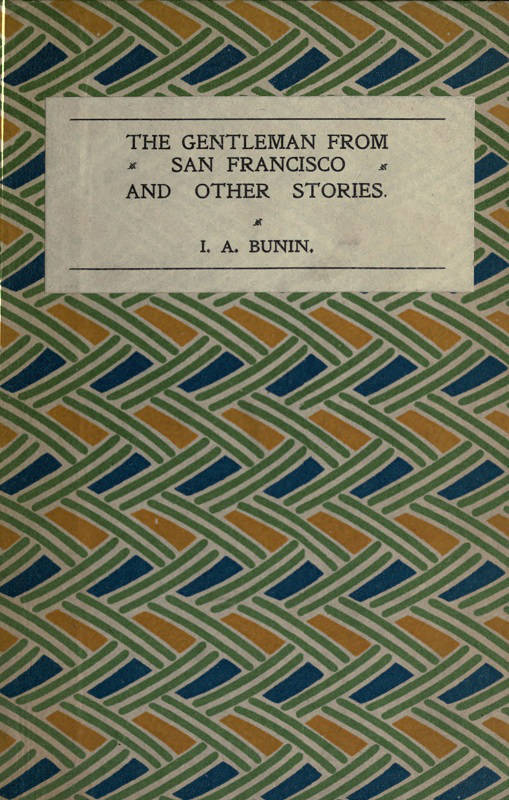 THE GENTLEMAN FROM
SAN FRANCISCO
AND OTHER STORIES.
I. A. BUNIN.